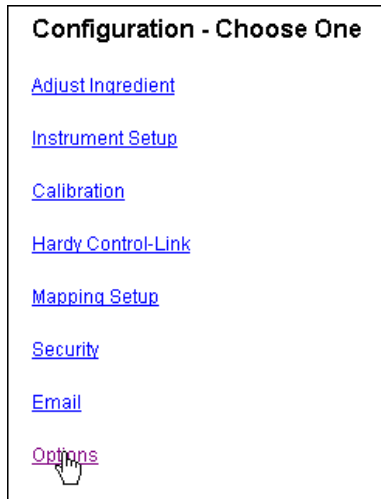 Configuration - Choose One
Adjust Ingredient
Instrument Setup
Calibration
Hardy Control-Link
Mapping Setup
Security
Email
Options